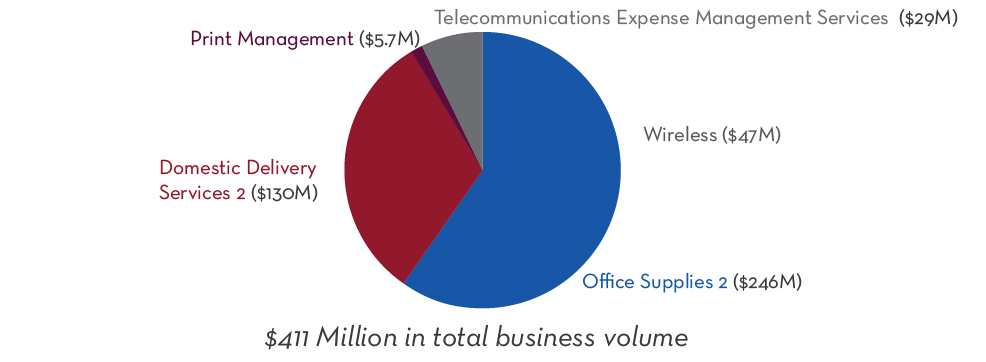 Telecommunications Expense Management Services ($29M)
Print Management ($5.7M)
Wireless ($47M)
Domestic Delivery
Services 2 ($130M)
Office Supplies 2 ($246M)
$411 Million in total business volume